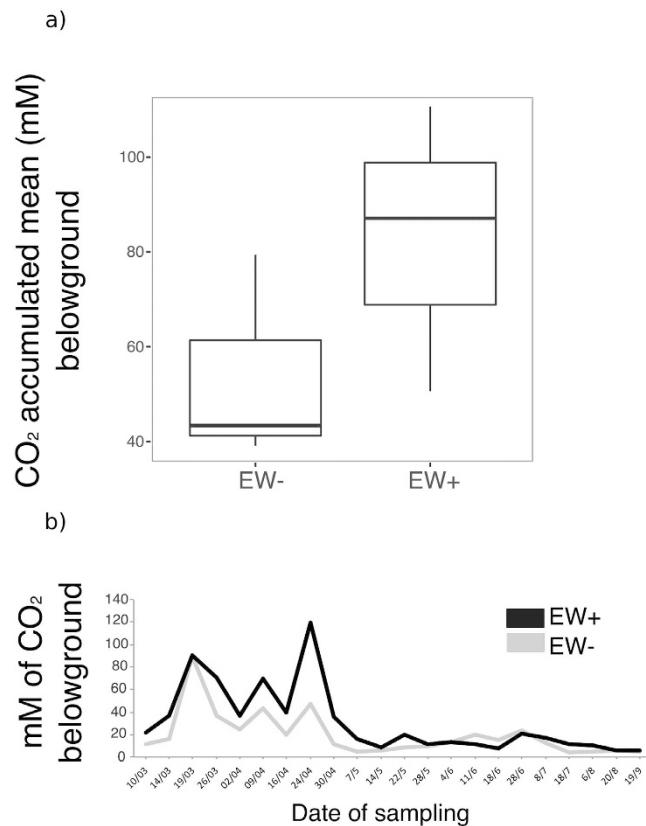 a)
CO₂ accumulated mean (mM)
belowground
100
80
60
40
EW-
EW+
b)
mM of CO₂
belowground
140
120
100
80
60
40
20
0
EW+
EW-
10/03 14/03 19/03 26/03 02/04 09/04 16/04 24/04 30/04 7/5 14/5 22/5 28/5 4/6 11/6 18/6 28/6 8/7 18/7 6/8 20/8 19/9
Date of sampling